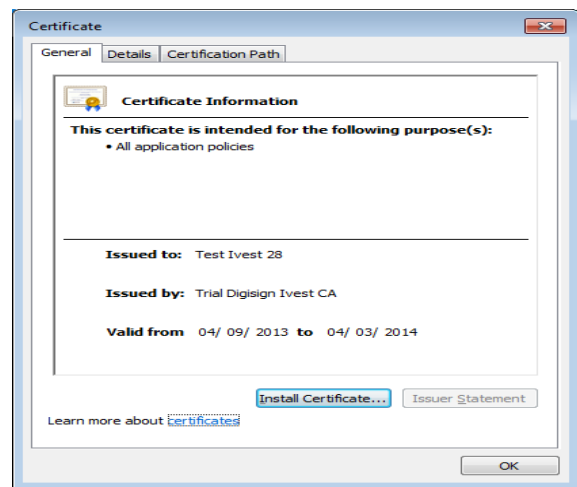 Certificate
General Details Certification Path
Certificate Information
This certificate is intended for the following purpose(s):
• All application policies
Issued to: Test Ivest 28
Issued by: Trial Digisign Ivest CA
Valid from 04/ 09/ 2013 to 04/ 03/ 2014
Install Certificate... Issuer Statement
Learn more about certificates
OK